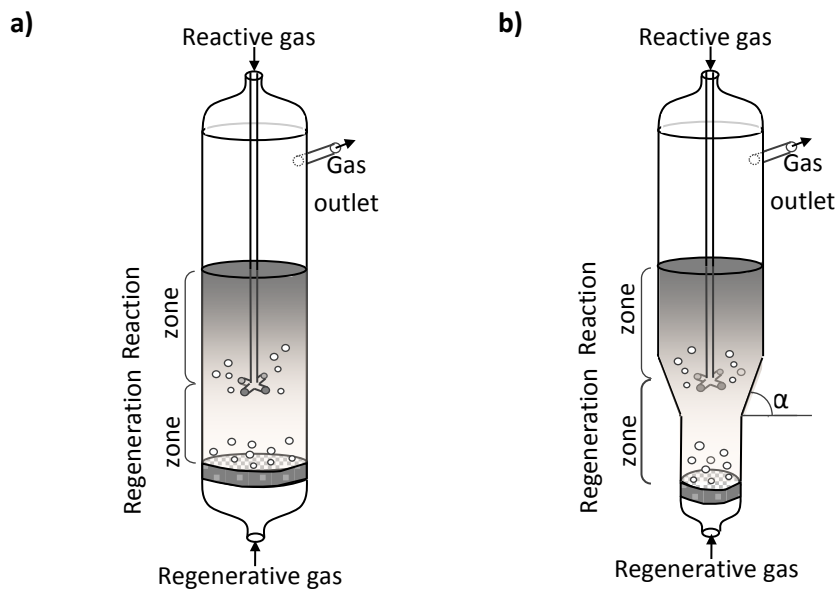 a)
Reactive gas
Gas
outlet
Reaction
zone
Regeneration
zone
Regenerative gas
b)
Reactive gas
Gas
outlet
Reaction
zone
Regeneration
zone
α
Regenerative gas